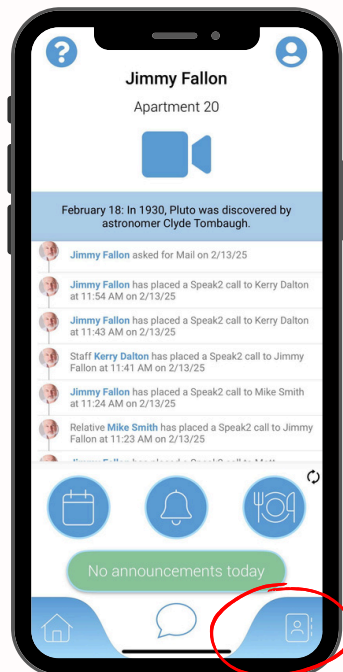 ?
Jimmy Fallon
Apartment 20
February 18: In 1930, Pluto was discovered by
astronomer Clyde Tombaugh.
Jimmy Fallon asked for Mail on 2/13/25
Jimmy Fallon has placed a Speak2 call to Kerry Dalton
at 11:54 AM on 2/13/25
Jimmy Fallon has placed a Speak2 call to Kerry Dalton
at 11:43 AM on 2/13/25
Staff Kerry Dalton has placed a Speak2 call to Jimmy
Fallon at 11:41 AM on 2/13/25
Jimmy Fallon has placed a Speak2 call to Mike Smith
at 11:24 AM on 2/13/25
Relative Mike Smith has placed a Speak2 call to Jimmy
Fallon at 11:23 AM on 2/13/25
No announcements today